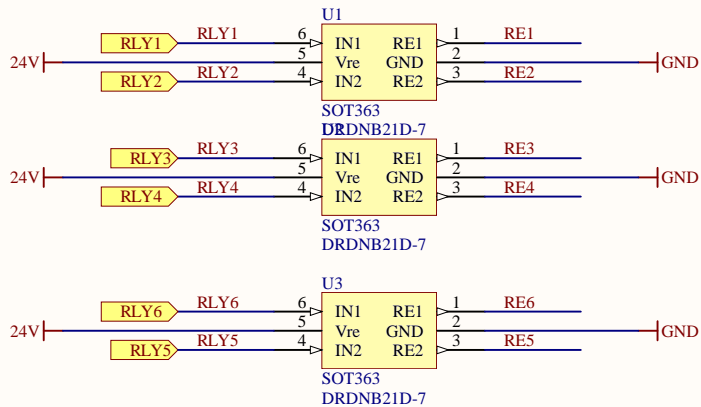 U1
RLY1 RLY1 6 IN1 RE1 1 RE1
24V 5 Vre GND 2 GND
RLY2 RLY2 4 IN2 RE2 3 RE2
SOT363
DRDNB21D-7
U2
RLY3 RLY3 6 IN1 RE1 1 RE3
24V 5 Vre GND 2 GND
RLY4 RLY4 4 IN2 RE2 3 RE4
SOT363
DRDNB21D-7
U3
RLY6 RLY6 6 IN1 RE1 1 RE6
24V 5 Vre GND 2 GND
RLY5 RLY5 4 IN2 RE2 3 RE5
SOT363
DRDNB21D-7